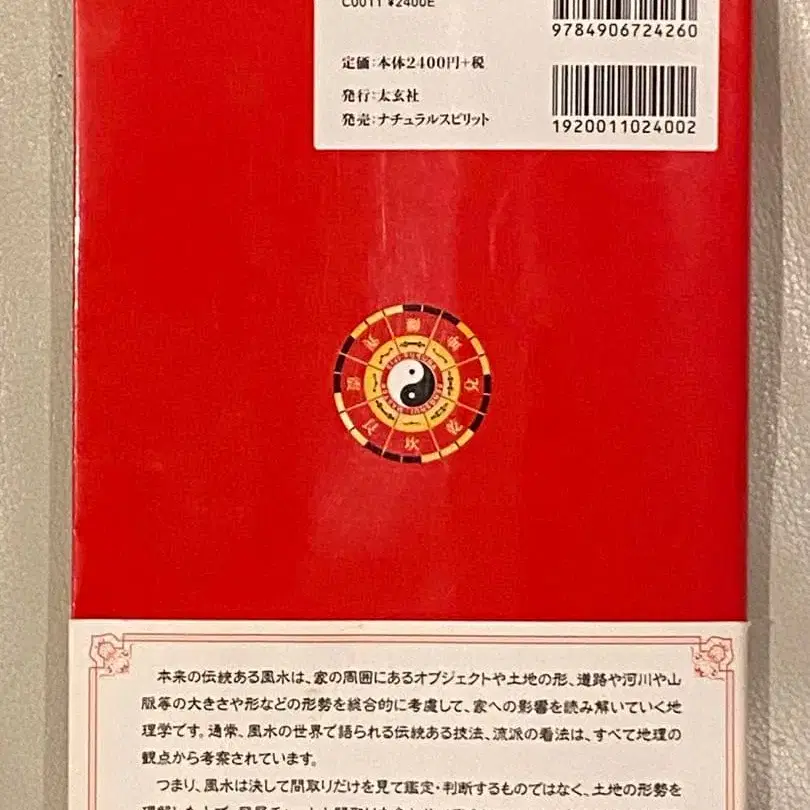 C0011 ¥2400E
9784906724260
定価：本体2400円+税
発行：太玄社
発売：ナチュラルスピリット
1920011024002
乾
坎
艮
本来の伝統ある風水は、家の周囲にあるオブジェクトや土地の形、道路や河川や山
脈等の大きさや形などの形勢を総合的に考慮して、家への影響を読み解いていく地
理学です。通常、風水の世界で語られる伝統ある技法、流派の看法は、すべて地理の
観点から考察されています。
つまり、風水は決して間取りだけを見て鑑定・判断するものではなく、土地の形勢を